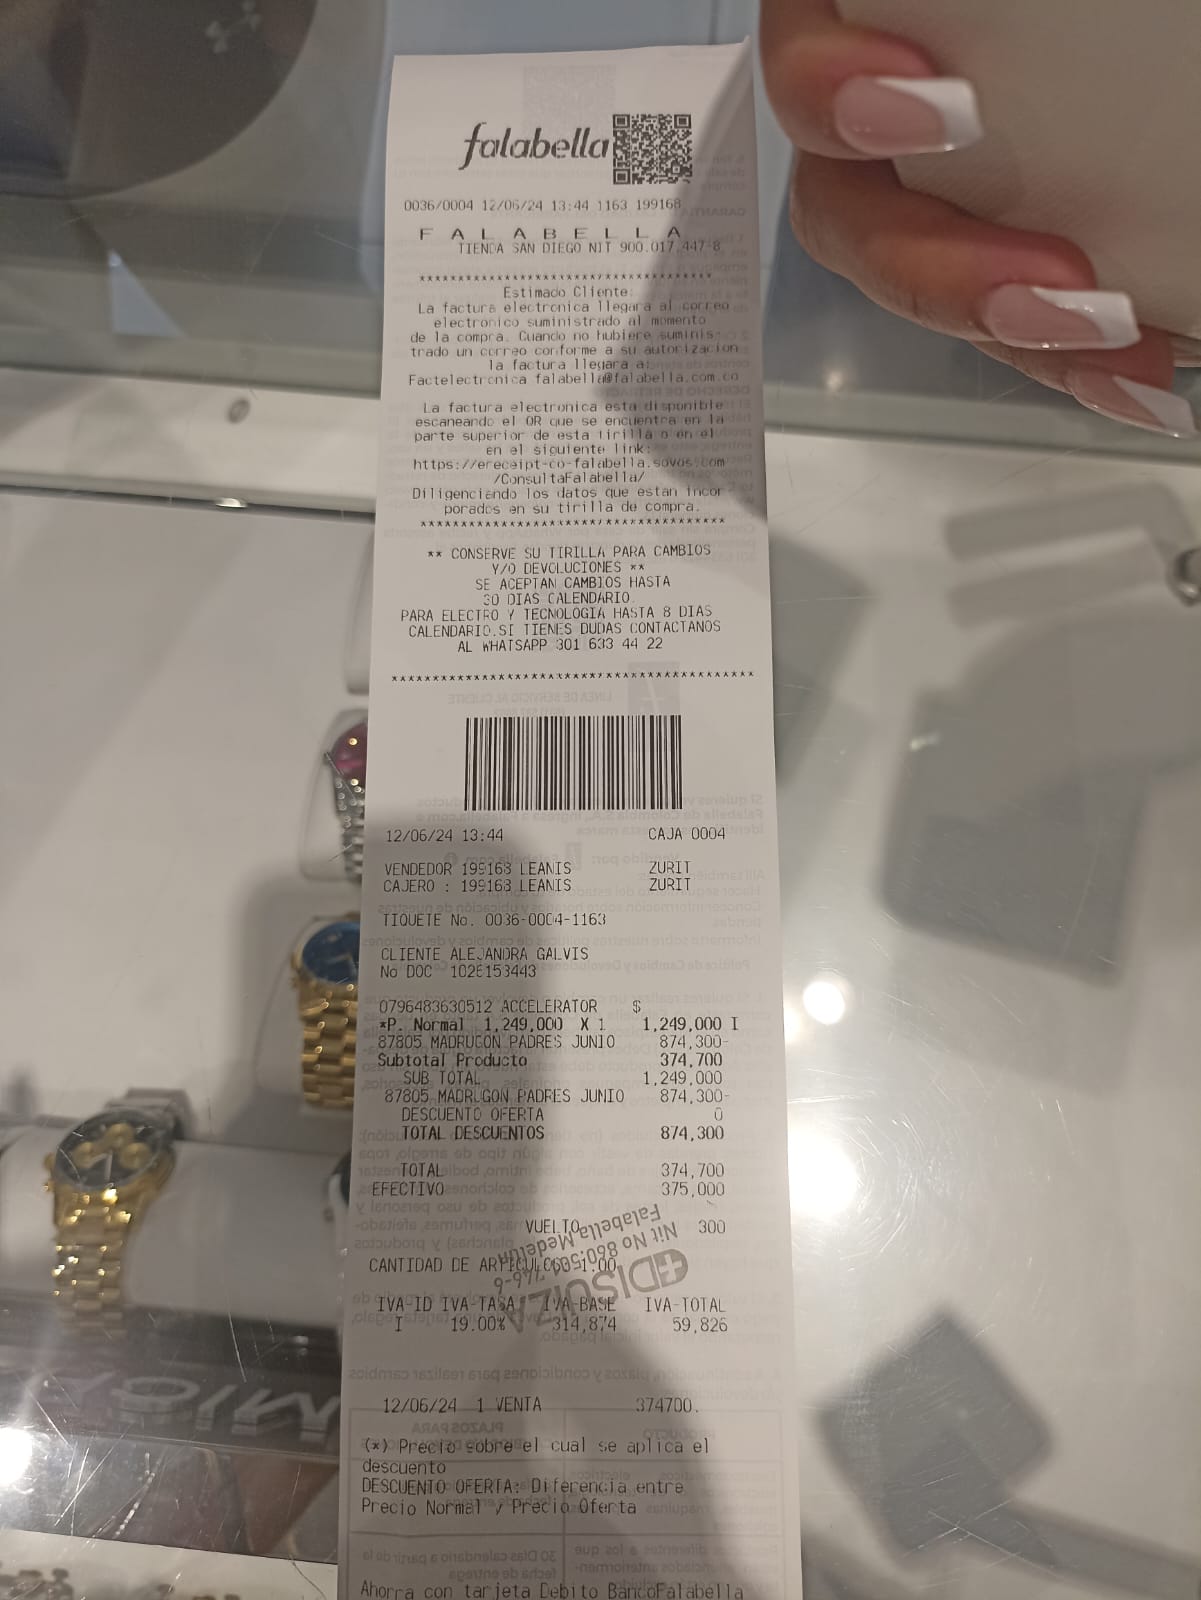 falabella
0036/0004 12/06/24 13:44 1163 199168
F A L A B E L L A
TIENDA SAN DIEGO NIT 900.017.447-8
****************************************
Estimado Cliente:
La factura electronica llegara al correo
electronico suministrado al momento
de la compra. Cuando no hubiere suminis
trado un correo conforme a su autorizacion
la factura llegara a:
Factelectronica falabella@falabella.com.co
La factura electronica esta disponible
escaneando el QR que se encuentra en la
parte superior de esta tirilla o en el
en el siguiente link:
https://ereceipt-co-falabella.sovos.com
/ConsultaFalabella/
Diligenciando los datos que estan incor
porados en su tirilla de compra.
****************************************
** CONSERVE SU TIRILLA PARA CAMBIOS
Y/O DEVOLUCIONES **
SE ACEPTAN CAMBIOS HASTA
30 DIAS CALENDARIO.
PARA ELECTRO Y TECNOLOGIA HASTA 8 DIAS
CALENDARIO.SI TIENES DUDAS CONTACTANOS
AL WHATSAPP 301 633 44 22
****************************************
12/06/24 13:44 CAJA 0004
VENDEDOR 199168 LEANIS ZURIT
CAJERO : 199168 LEANIS ZURIT
TIQUETE No. 0036-0004-1163
CLIENTE ALEJANDRA GALVIS
No DOC
0796483630512 ACCELERATOR $
*P. Normal 1,249,000 X 1 1,249,000 I
87805 MADRUGON PADRES JUNIO 874,300-
Subtotal Producto 374,700
SUB TOTAL 1,249,000
87805 MADRUGON PADRES JUNIO 874,300-
DESCUENTO OFERTA 0
TOTAL DESCUENTOS 874,300
TOTAL 374,700
EFECTIVO 375,000
VUELTO 300
CANTIDAD DE ARTICULOS 1.00
DISUIZA
Nit No 860.501.746-6
Falabella Medellin
IVA-ID IVA-TASA IVA-BASE IVA-TOTAL
I 19.00% 314,874 59,826
12/06/24 1 VENTA 374700.
(*) Precio sobre el cual se aplica el
descuento
DESCUENTO OFERTA: Diferencia entre
Precio Normal y Precio Oferta
Ahorra con tarjeta Debito BancoFalabella